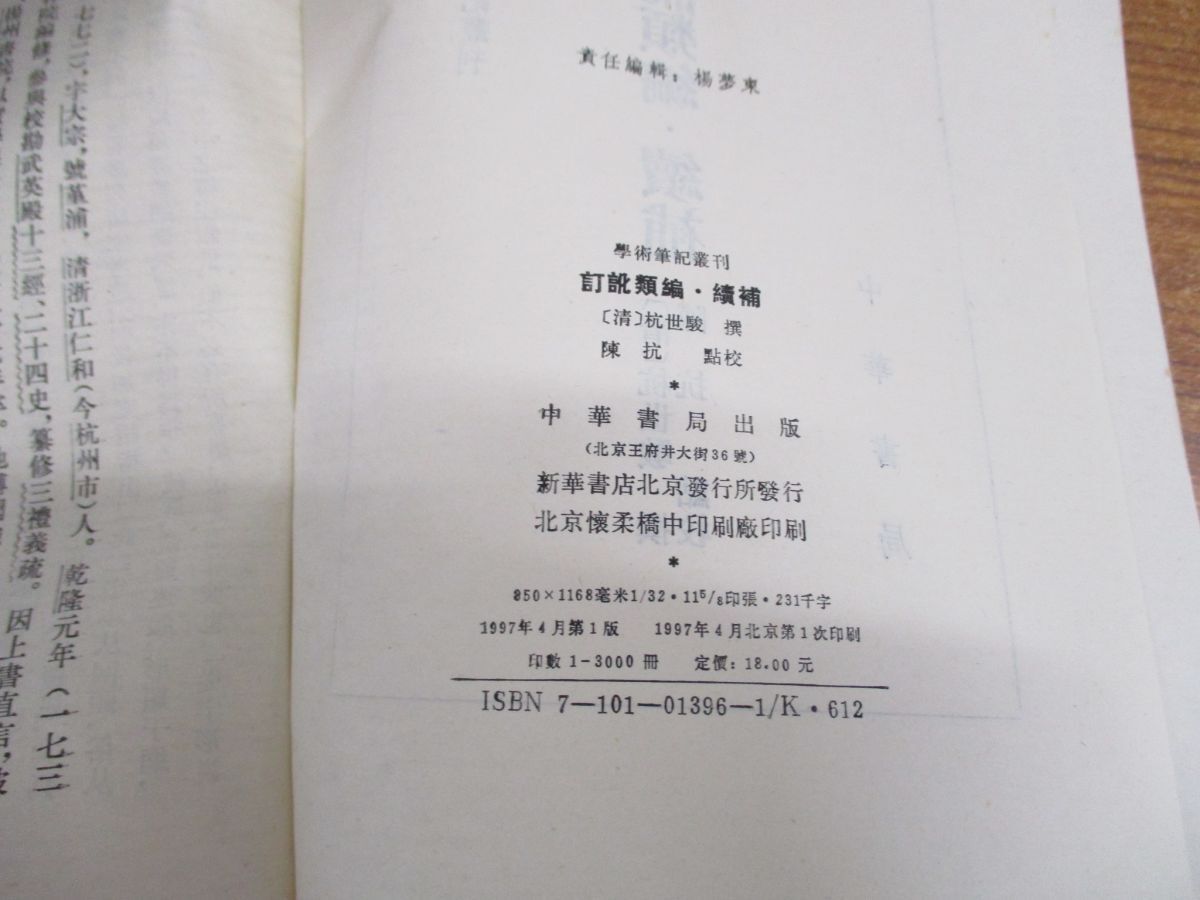 責任編輯：楊夢東
學術筆記叢刊
訂訛類編·續補
〔清〕杭世駿 撰
陳抗 點校
*
中華書局出版
（北京王府井大街36號）
新華書店北京發行所發行
北京懷柔橋中印刷廠印刷
*
850×1168毫米1/32·11⁵/₈印張·231千字
1997年4月第1版 1997年4月北京第1次印刷
印數1-3000冊 定價：18.00元
ISBN 7—101—01396—1/K·612
因上書直言，被
乾隆元年（一七三
七七二），字大宗，號堇浦，清浙江仁和（今杭州市）人。
院編修，參與校勘武英殿十三經、二十四史，纂修三禮義疏。